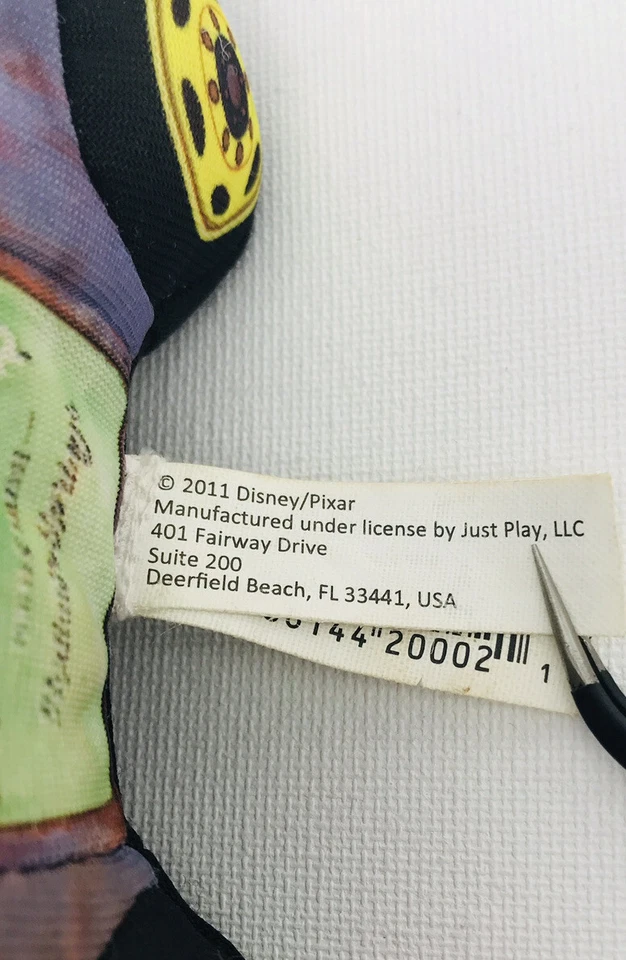 © 2011 Disney/Pixar
Manufactured under license by Just Play, LLC
401 Fairway Drive
Suite 200
Deerfield Beach, FL 33441, USA
20002 1